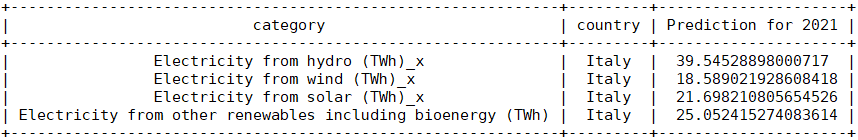 +-------------------------------------------------------+---------+---------------------+
| category | country | Prediction for 2021 |
+-------------------------------------------------------+---------+---------------------+
| Electricity from hydro (TWh)_x | Italy | 39.54528898000717 |
| Electricity from wind (TWh)_x | Italy | 18.589021928608418 |
| Electricity from solar (TWh)_x | Italy | 21.698210805654526 |
| Electricity from other renewables including bioenergy (TWh) | Italy | 25.052415274083614 |
+-------------------------------------------------------+---------+---------------------+